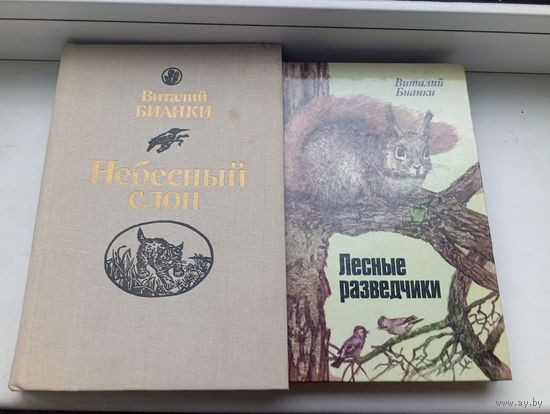 Виталий
БИАНКИ
Небесный
слон
Виталий
Бианки
Лесные
разведчики
www.ay.by